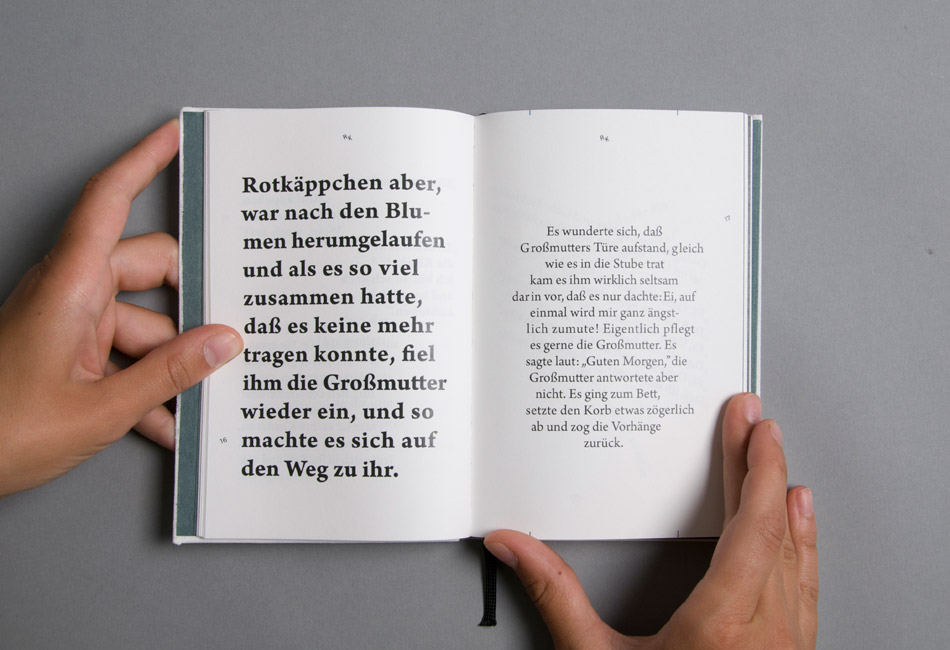 RK
Rotkäppchen aber,
war nach den Blu-
men herumgelaufen
und als es so viel
zusammen hatte,
daß es keine mehr
tragen konnte, fiel
ihm die Großmutter
wieder ein, und so
machte es sich auf
den Weg zu ihr.
16
RK
17
Es wunderte sich, daß
Großmutters Türe aufstand, gleich
wie es in die Stube trat
kam es ihm wirklich seltsam
darin vor, daß es nur dachte: Ei, auf
einmal wird mir ganz ängst-
lich zumute! Eigentlich pflegt
es gerne die Großmutter. Es
sagte laut: „Guten Morgen,” die
Großmutter antwortete aber
nicht. Es ging zum Bett,
setzte den Korb etwas zögerlich
ab und zog die Vorhänge
zurück.